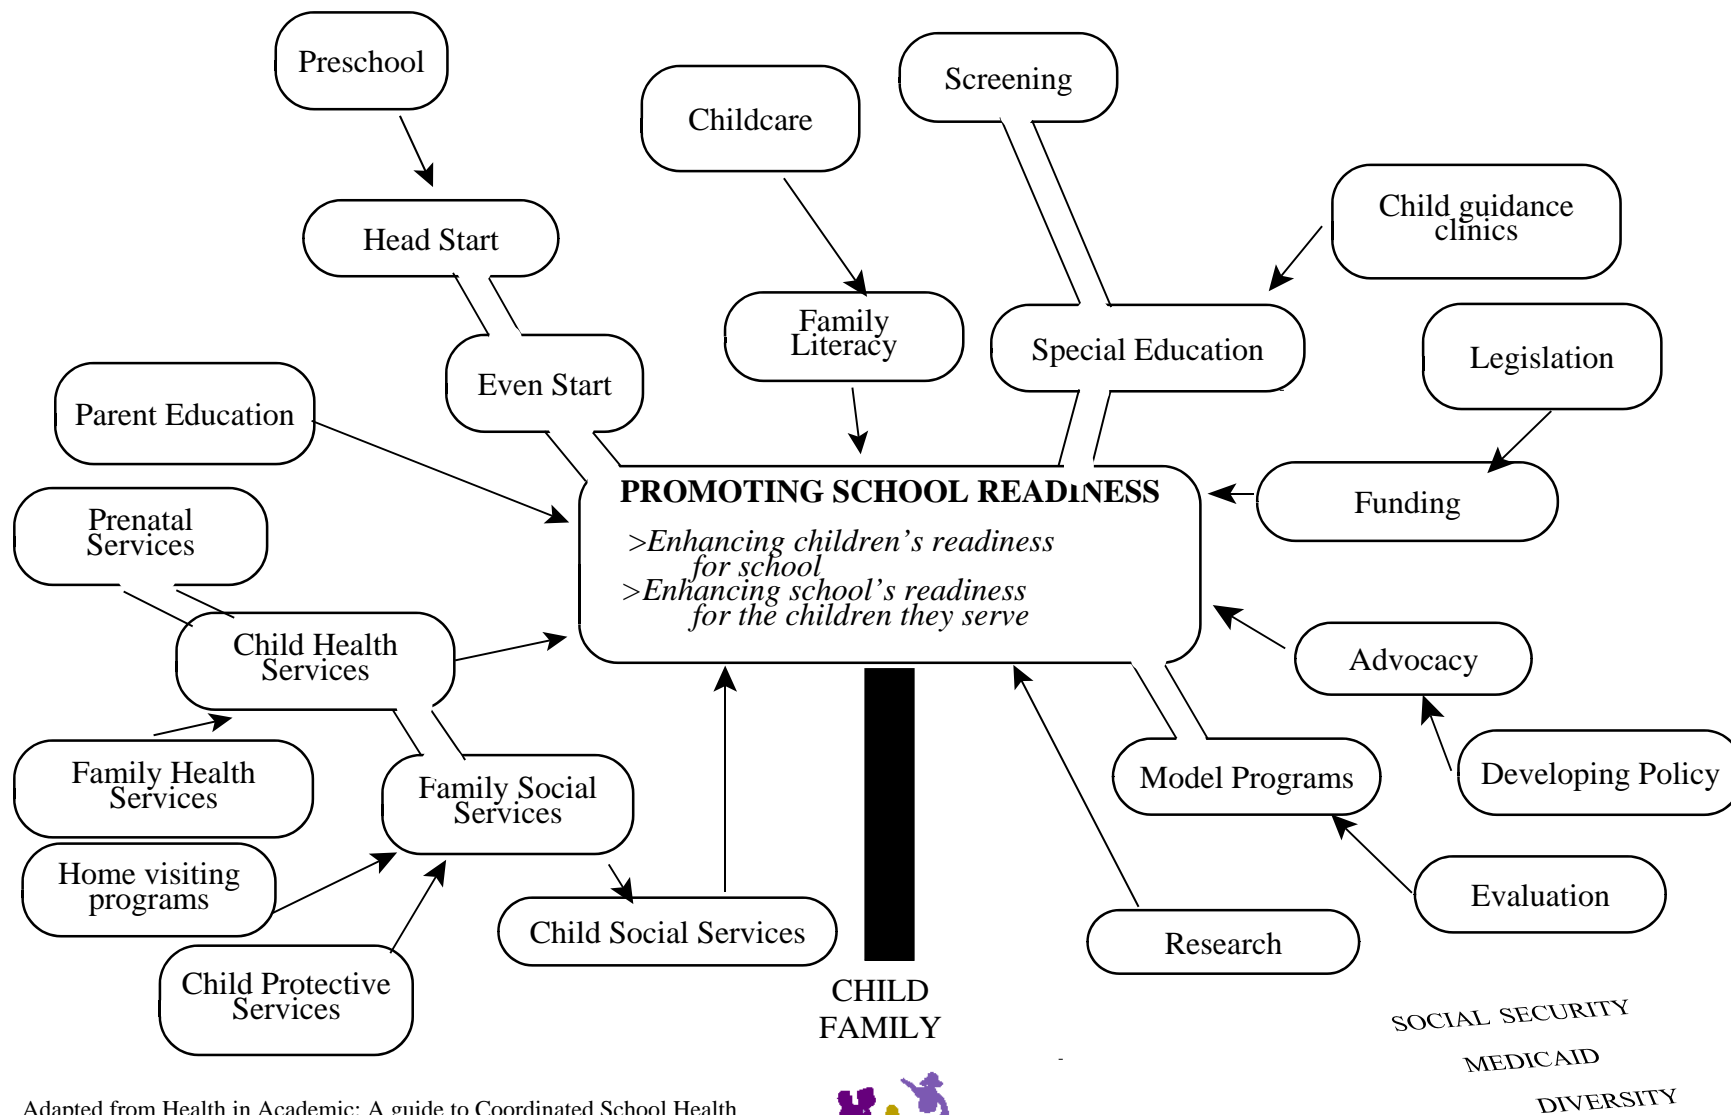 Preschool
Screening
Childcare
Head Start
Child guidance
clinics
Family
Literacy
Special Education
Legislation
Even Start
Parent Education
PROMOTING SCHOOL READINESS
>Enhancing children’s readiness
for school
>Enhancing school’s readiness
for the children they serve
Funding
Prenatal
Services
Child Health
Services
Advocacy
Family Health
Services
Family Social
Services
Model Programs
Developing Policy
Home visiting
programs
Evaluation
Child Social Services
Research
Child Protective
Services
CHILD
FAMILY
SOCIAL SECURITY
MEDICAID
DIVERSITY
Adapted from Health in Academic: A guide to Coordinated School Health